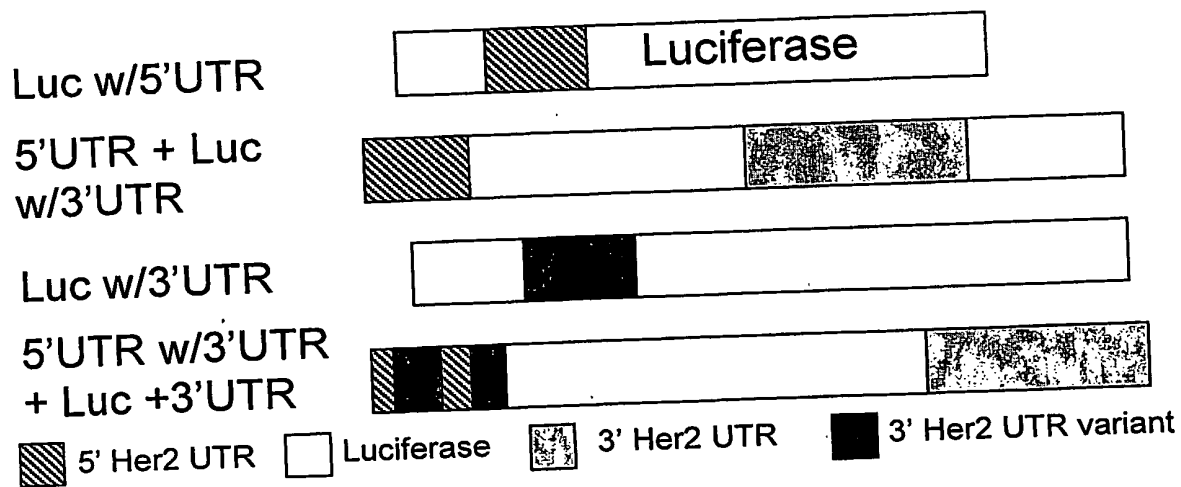 Luc w/5'UTR
Luciferase
5'UTR + Luc
w/3'UTR
Luc w/3'UTR
5'UTR w/3'UTR
+ Luc +3'UTR
5' Her2 UTR
Luciferase
3' Her2 UTR
3' Her2 UTR variant